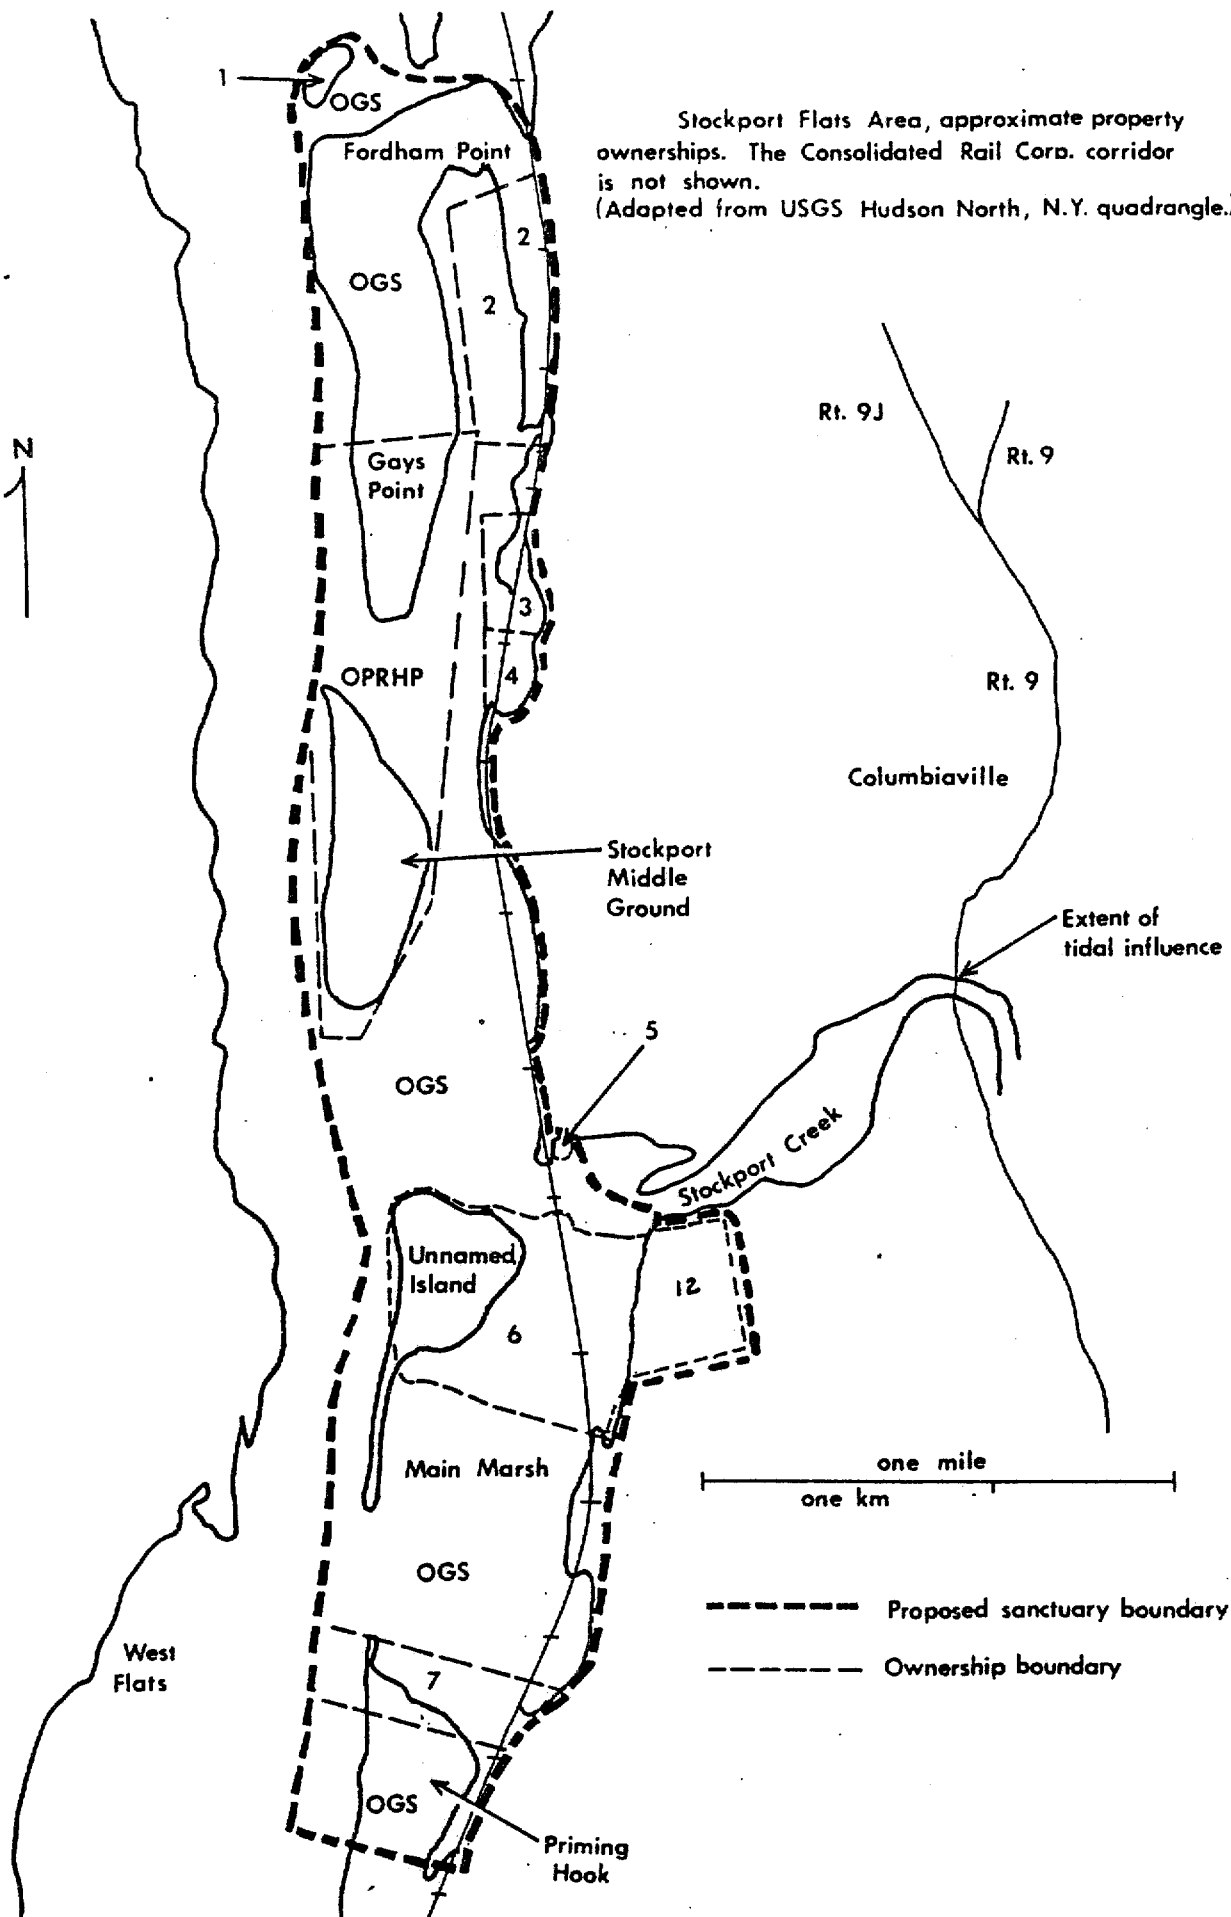 1
OGS
Stockport Flats Area, approximate property
ownerships. The Consolidated Rail Corp. corridor
is not shown.
(Adapted from USGS Hudson North, N.Y. quadrangle.)
Fordham Point
2
OGS
2
N
Rt. 9J
Rt. 9
Gays
Point
3
OPRHP
4
Rt. 9
Columbiaville
Stockport
Middle
Ground
Extent of
tidal influence
5
OGS
Stockport Creek
Unnamed
Island
12
6
Main Marsh
one mile
one km
OGS
Proposed sanctuary boundary
Ownership boundary
West
Flats
7
OGS
Priming
Hook